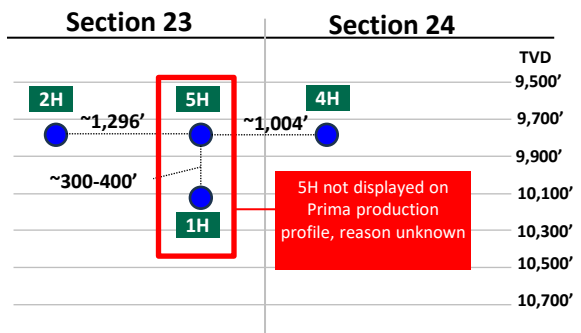 Section 23
Section 24
TVD
9,500’
2H
5H
4H
~1,296’
~1,004’
9,700’
9,900’
~300-400’
10,100’
1H
5H not displayed on
Prima production
profile, reason unknown
10,300’
10,500’
10,700’